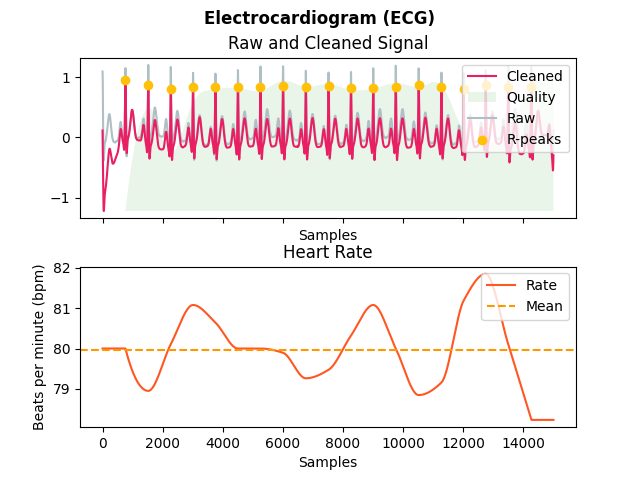 Electrocardiogram (ECG)
Raw and Cleaned Signal
1
0
−1
Cleaned
Quality
Raw
R-peaks
Samples
Heart Rate
82
81
80
79
Beats per minute (bpm)
Rate
Mean
0 2000 4000 6000 8000 10000 12000 14000
Samples